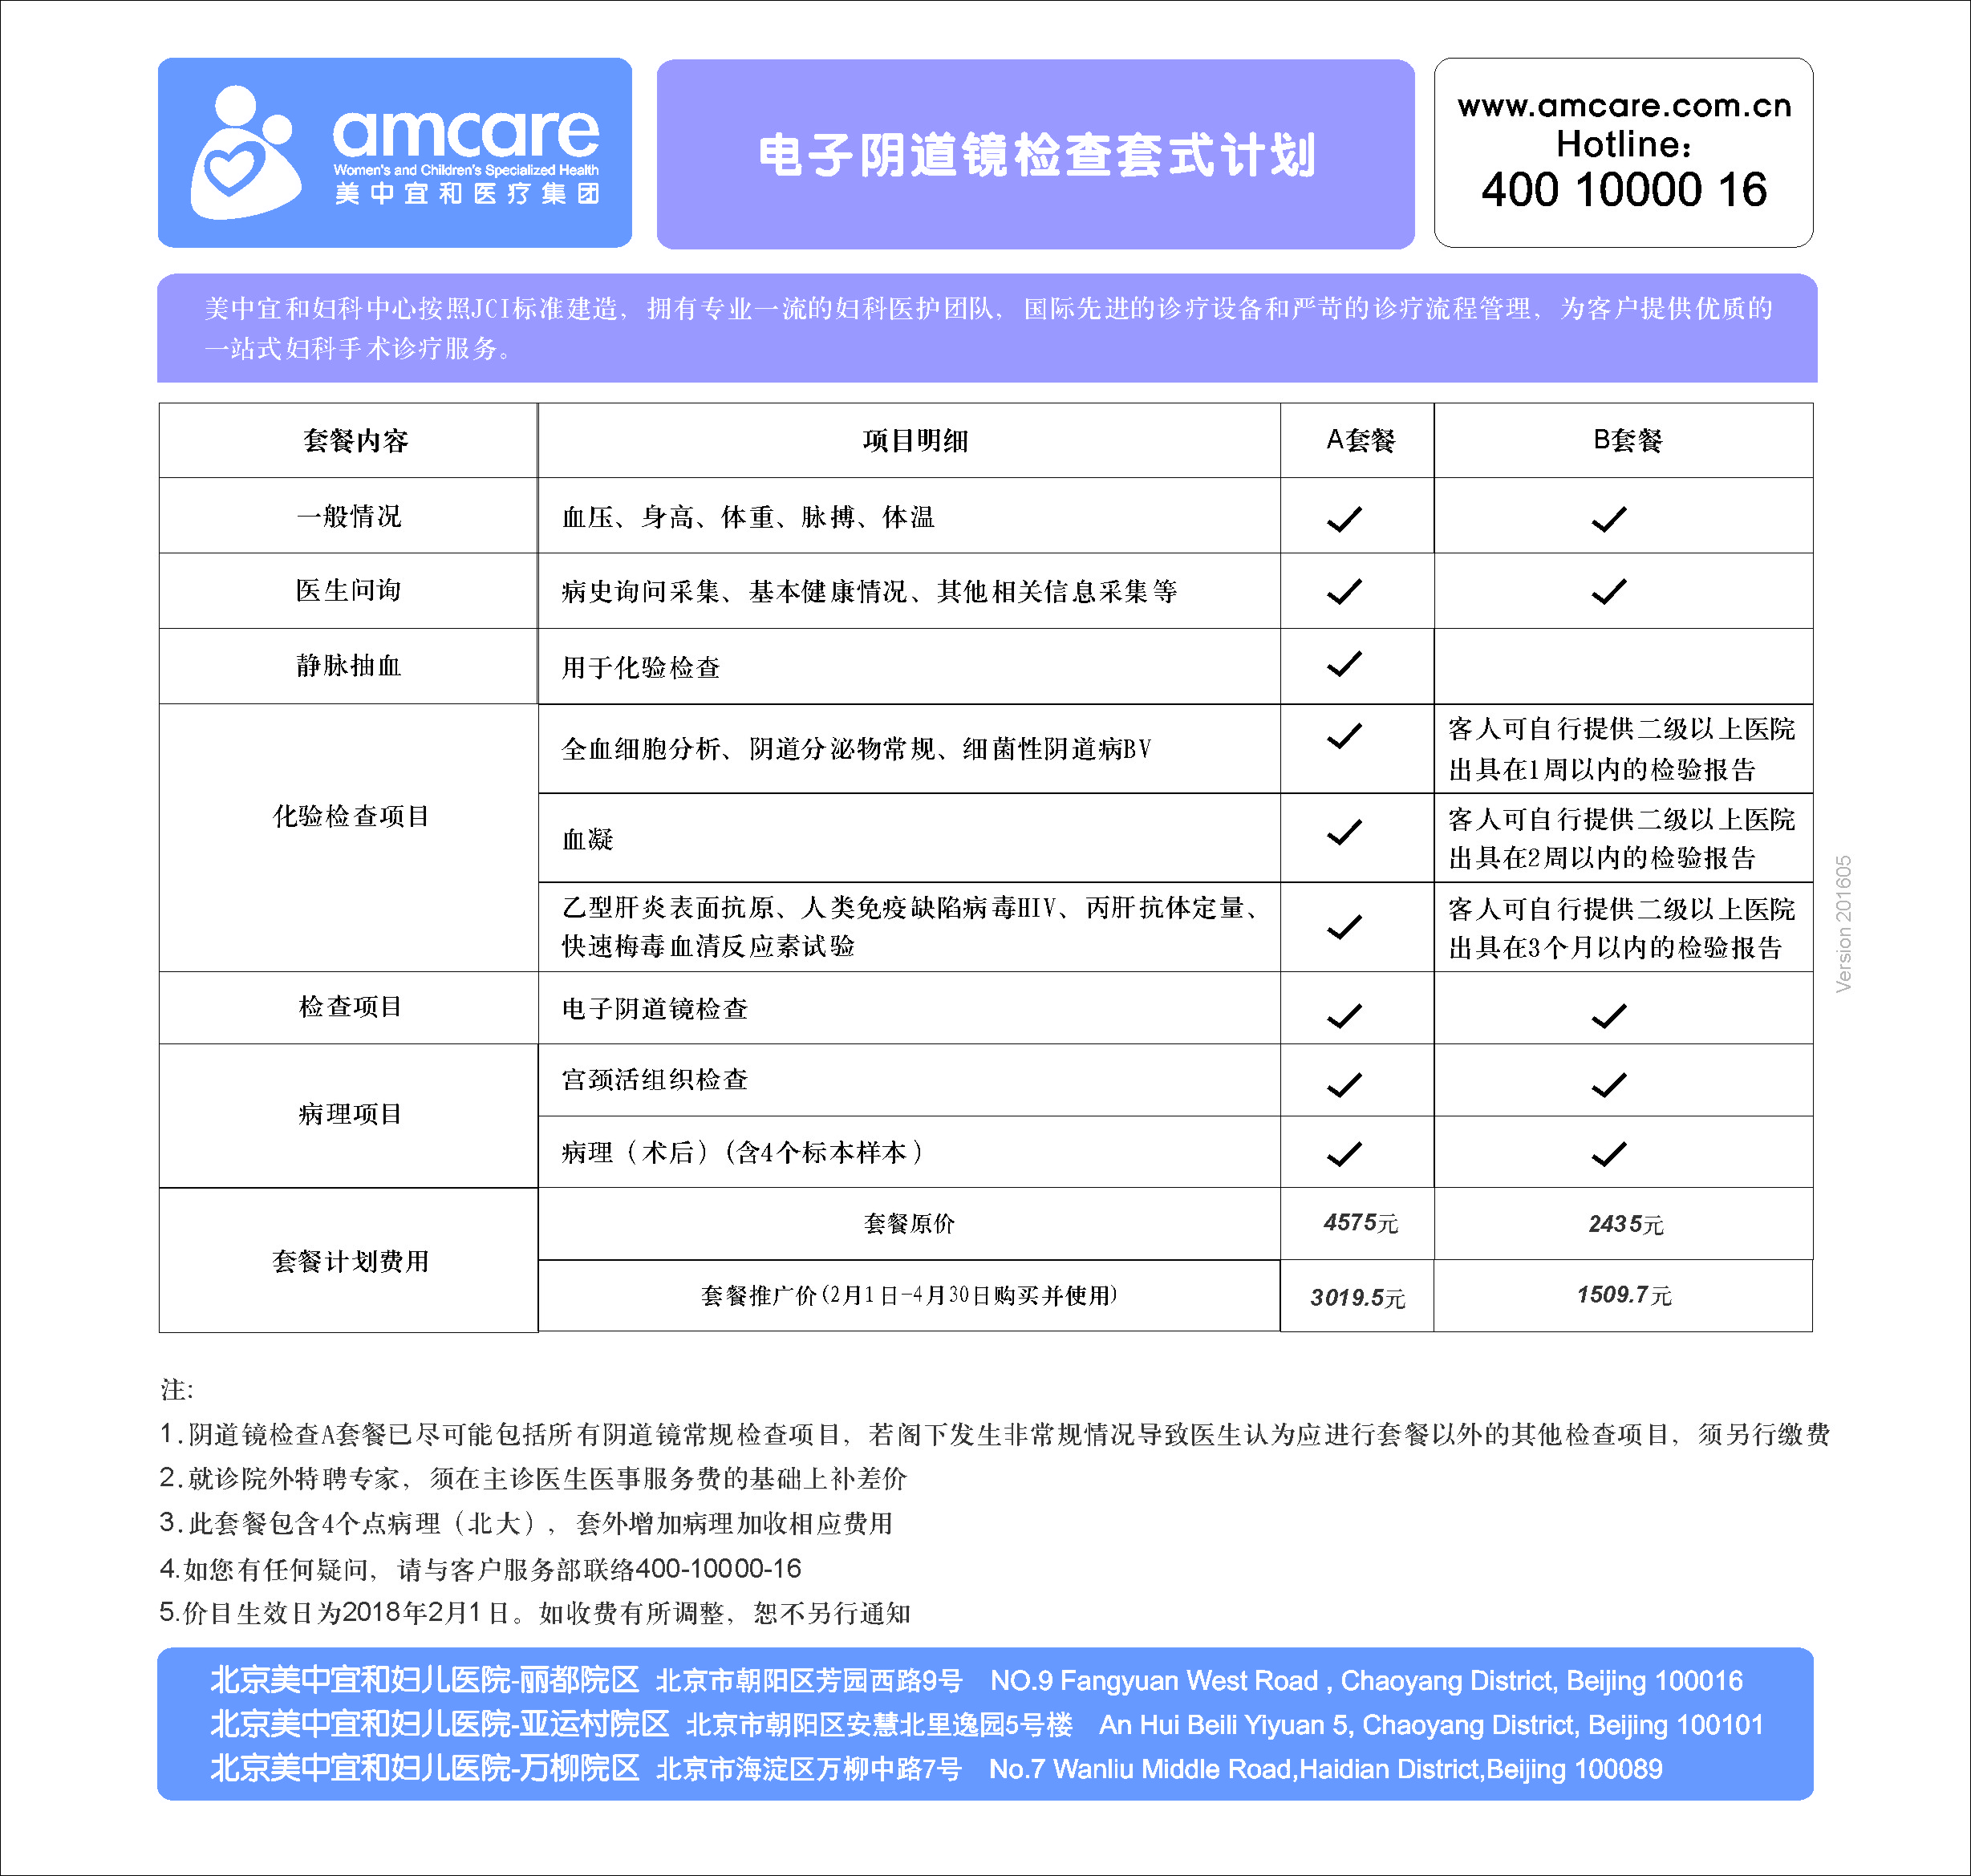 amcare
Women's and Children's Specialized Health
美中宜和医疗集团
电子阴道镜检查套式计划
www.amcare.com.cn
Hotline：
400 10000 16
美中宜和妇科中心按照JCI标准建造，拥有专业一流的妇科医护团队，国际先进的诊疗设备和严苛的诊疗流程管理，为客户提供优质的
一站式妇科手术诊疗服务。
套餐内容 项目明细 A套餐 B套餐
一般情况 血压、身高、体重、脉搏、体温 ✓ ✓
医生问询 病史询问采集、基本健康情况、其他相关信息采集等 ✓ ✓
静脉抽血 用于化验检查 ✓
化验检查项目
全血细胞分析、阴道分泌物常规、细菌性阴道病BV ✓
客人可自行提供二级以上医院
出具在1周以内的检验报告
血凝 ✓
客人可自行提供二级以上医院
出具在2周以内的检验报告
乙型肝炎表面抗原、人类免疫缺陷病毒HIV、丙肝抗体定量、
快速梅毒血清反应素试验 ✓
客人可自行提供二级以上医院
出具在3个月以内的检验报告
检查项目 电子阴道镜检查 ✓ ✓
病理项目
宫颈活组织检查 ✓ ✓
病理（术后）(含4个标本样本) ✓ ✓
套餐计划费用
套餐原价 4575元 2435元
套餐推广价(2月1日-4月30日购买并使用) 3019.5元 1509.7元
Version 201605
注:
1.阴道镜检查A套餐已尽可能包括所有阴道镜常规检查项目，若阁下发生非常规情况导致医生认为应进行套餐以外的其他检查项目，须另行缴费
2.就诊院外特聘专家，须在主诊医生医事服务费的基础上补差价
3.此套餐包含4个点病理（北大），套外增加病理加收相应费用
4.如您有任何疑问，请与客户服务部联络400-10000-16
5.价目生效日为2018年2月1日。如收费有所调整，恕不另行通知
北京美中宜和妇儿医院-丽都院区 北京市朝阳区芳园西路9号 NO.9 Fangyuan West Road , Chaoyang District, Beijing 100016
北京美中宜和妇儿医院-亚运村院区 北京市朝阳区安慧北里逸园5号楼 An Hui Beili Yiyuan 5, Chaoyang District, Beijing 100101
北京美中宜和妇儿医院-万柳院区 北京市海淀区万柳中路7号 No.7 Wanliu Middle Road,Haidian District,Beijing 100089